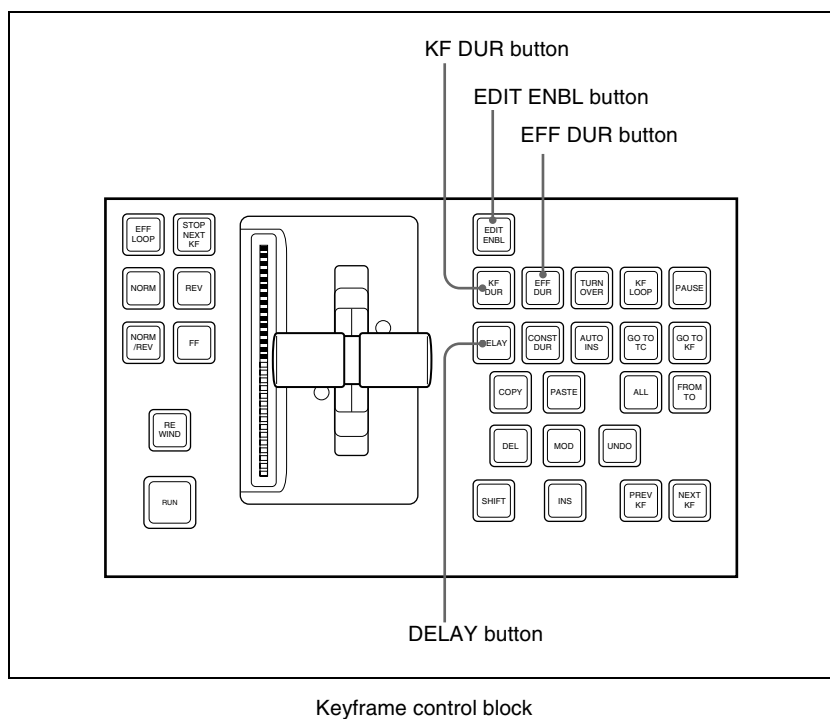 KF DUR button
EDIT ENBL button
EFF DUR button
EFF
LOOP
STOP
NEXT
KF
EDIT
ENBL
NORM
REV
KF
DUR
EFF
DUR
TURN
OVER
KF
LOOP
PAUSE
NORM
/REV
FF
DELAY
CONST
DUR
AUTO
INS
GO TO
TC
GO TO
KF
COPY
PASTE
ALL
FROM
TO
RE
WIND
DEL
MOD
UNDO
RUN
SHIFT
INS
PREV
KF
NEXT
KF
DELAY button
Keyframe control block